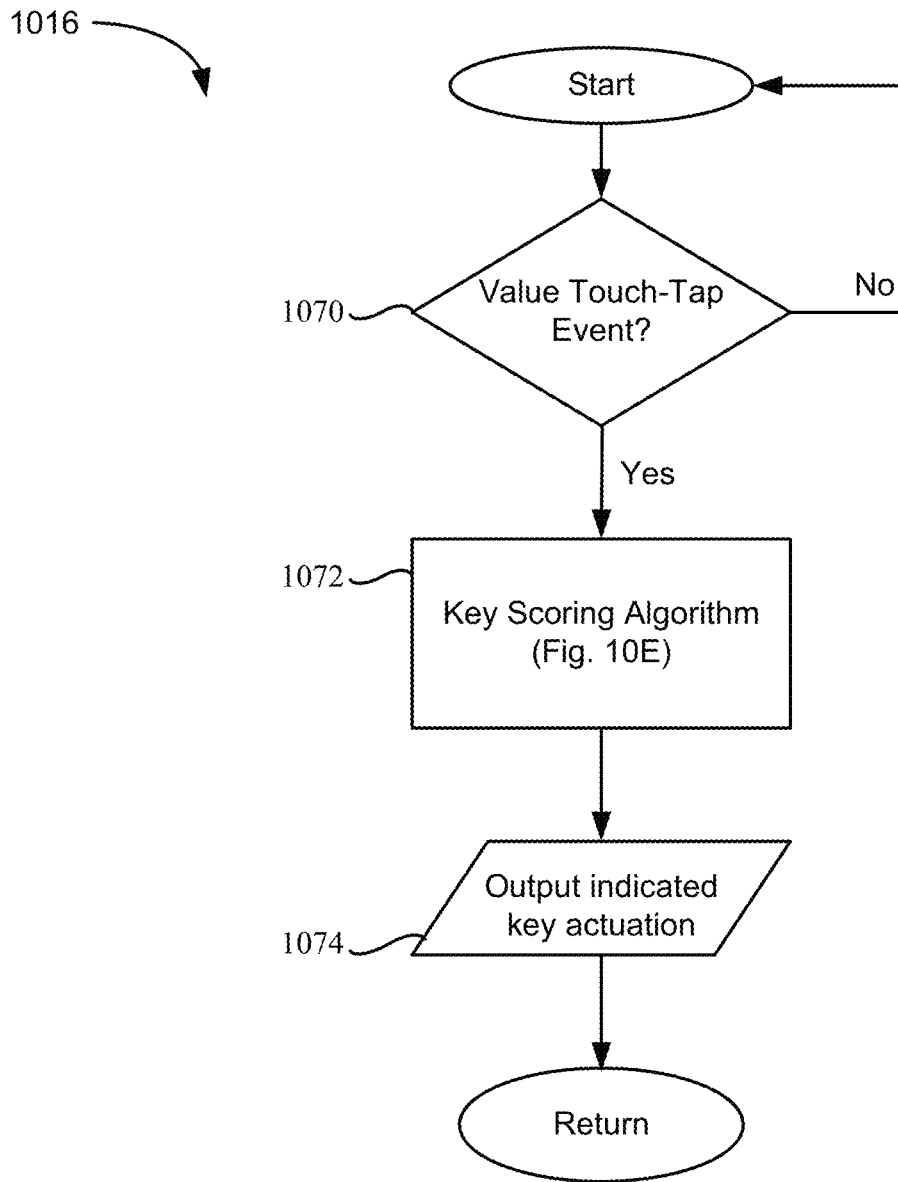 1016
Start
1070
Value Touch-Tap
Event?
No
Yes
1072
Key Scoring Algorithm
(Fig. 10E)
Output indicated
key actuation
1074
Return